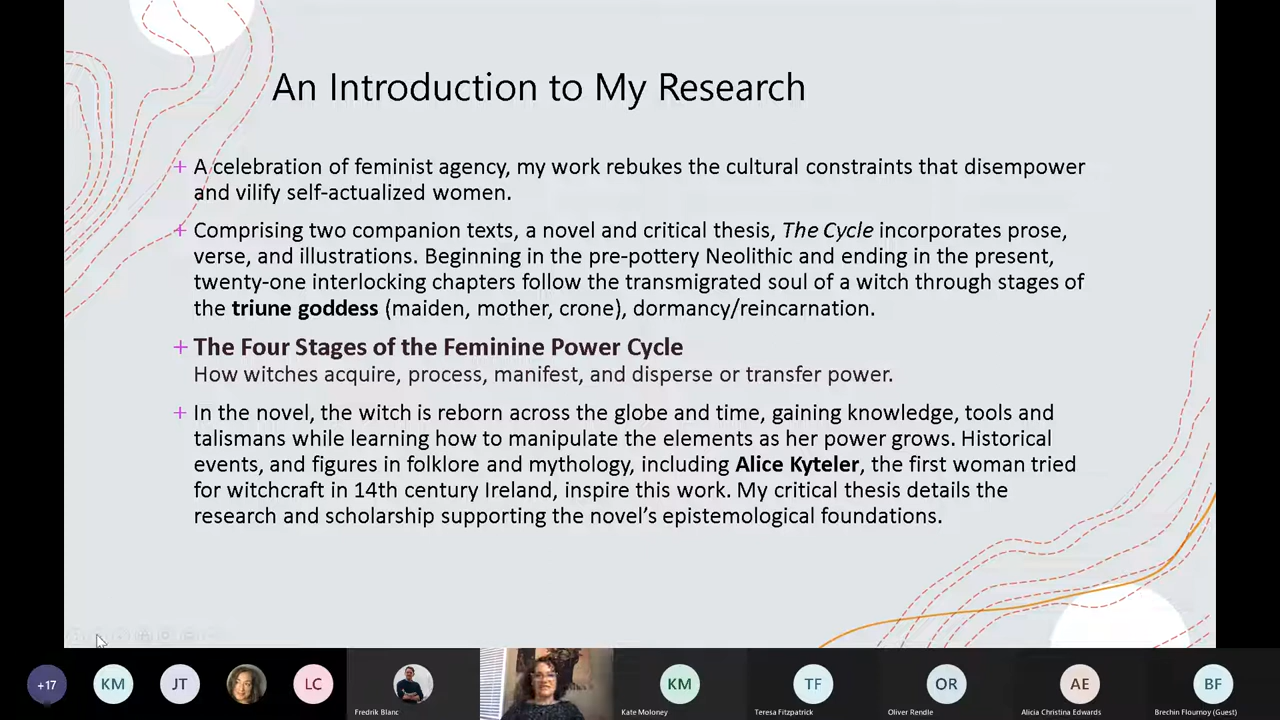 An Introduction to My Research
+ A celebration of feminist agency, my work rebukes the cultural constraints that disempower
and vilify self-actualized women.
+ Comprising two companion texts, a novel and critical thesis, The Cycle incorporates prose,
verse, and illustrations. Beginning in the pre-pottery Neolithic and ending in the present,
twenty-one interlocking chapters follow the transmigrated soul of a witch through stages of
the triune goddess (maiden, mother, crone), dormancy/reincarnation.
+ The Four Stages of the Feminine Power Cycle
How witches acquire, process, manifest, and disperse or transfer power.
+ In the novel, the witch is reborn across the globe and time, gaining knowledge, tools and
talismans while learning how to manipulate the elements as her power grows. Historical
events, and figures in folklore and mythology, including Alice Kyteler, the first woman tried
for witchcraft in 14th century Ireland, inspire this work. My critical thesis details the
research and scholarship supporting the novel’s epistemological foundations.
+17 KM JT LC KM TF OR AE BF
Fredrik Blanc Kate Moloney Teresa Fitzpatrick Oliver Rendle Alicia Christina Edwards Brechin Flournoy (Guest)